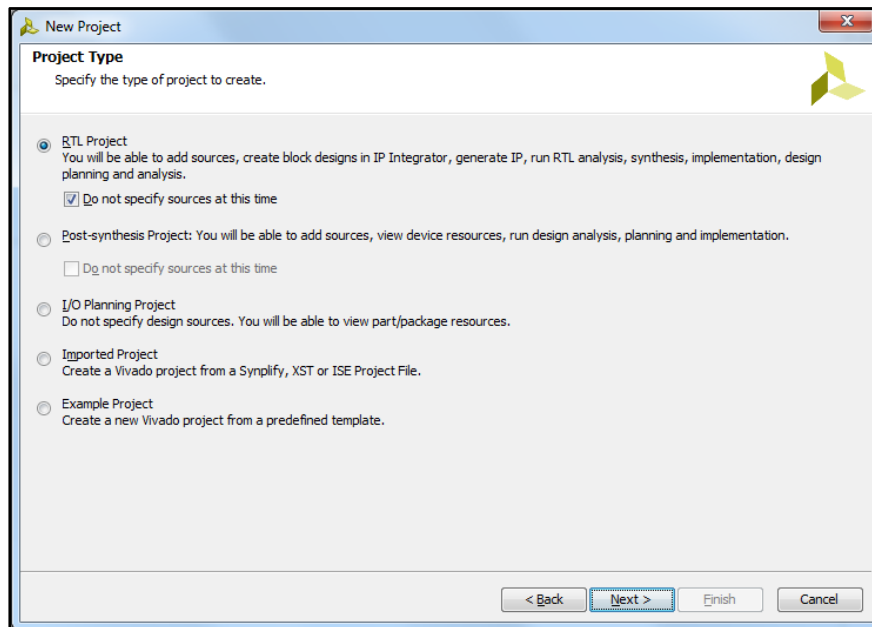 New Project
Project Type
Specify the type of project to create.
RTL Project
You will be able to add sources, create block designs in IP Integrator, generate IP, run RTL analysis, synthesis, implementation, design
planning and analysis.
Do not specify sources at this time
Post-synthesis Project: You will be able to add sources, view device resources, run design analysis, planning and implementation.
Do not specify sources at this time
I/O Planning Project
Do not specify design sources. You will be able to view part/package resources.
Imported Project
Create a Vivado project from a Synplify, XST or ISE Project File.
Example Project
Create a new Vivado project from a predefined template.
< Back Next > Finish Cancel